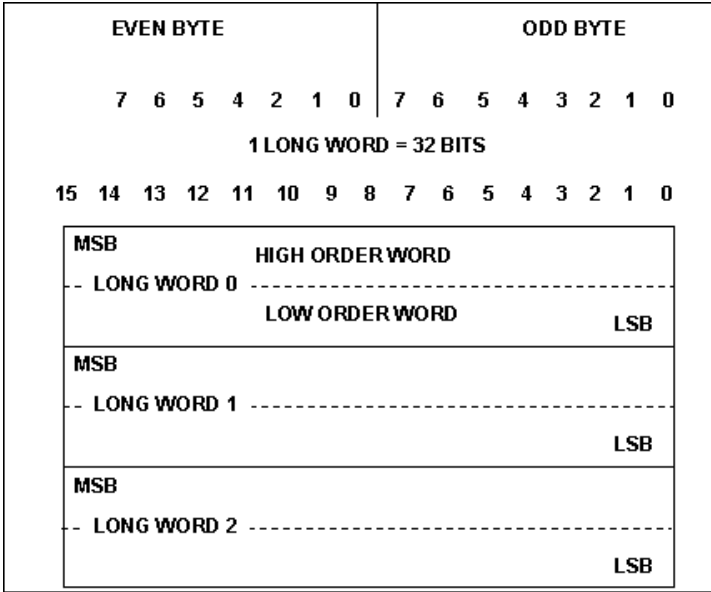 EVEN BYTE ODD BYTE
7 6 5 4 2 1 0 7 6 5 4 3 2 1 0
1 LONG WORD = 32 BITS
15 14 13 12 11 10 9 8 7 6 5 4 3 2 1 0
MSB
HIGH ORDER WORD
LONG WORD 0
LOW ORDER WORD
LSB
MSB
LONG WORD 1
LSB
MSB
LONG WORD 2
LSB